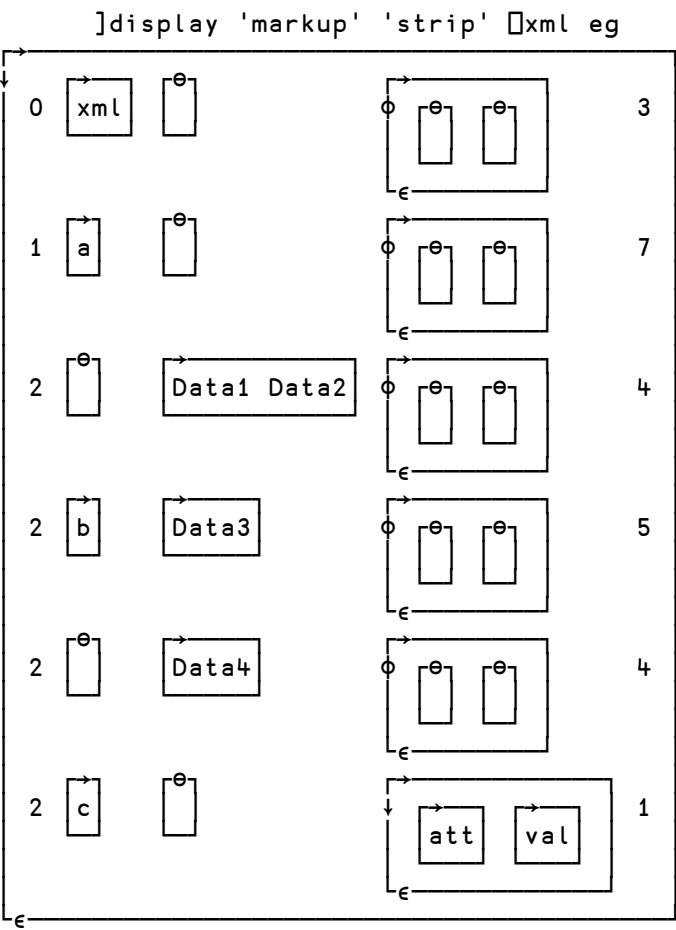 ]display 'markup' 'strip' ⎕xml eg
0 xml 3
1 a 7
2 Data1 Data2 4
2 b Data3 5
2 Data4 4
2 c att val 1